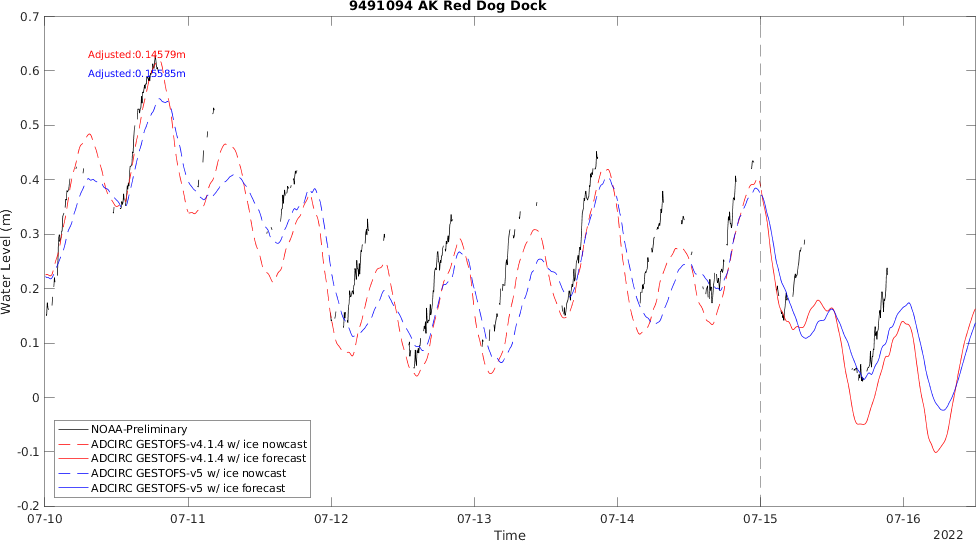 9491094 AK Red Dog Dock
0.7
0.6
0.5
0.4
0.3
0.2
0.1
0
-0.1
-0.2
Water Level (m)
Adjusted:0.14579m
Adjusted:0.15585m
NOAA-Preliminary
ADCIRC GESTOFS-v4.1.4 w/ ice nowcast
ADCIRC GESTOFS-v4.1.4 w/ ice forecast
ADCIRC GESTOFS-v5 w/ ice nowcast
ADCIRC GESTOFS-v5 w/ ice forecast
07-10 07-11 07-12 07-13 07-14 07-15 07-16
Time
2022